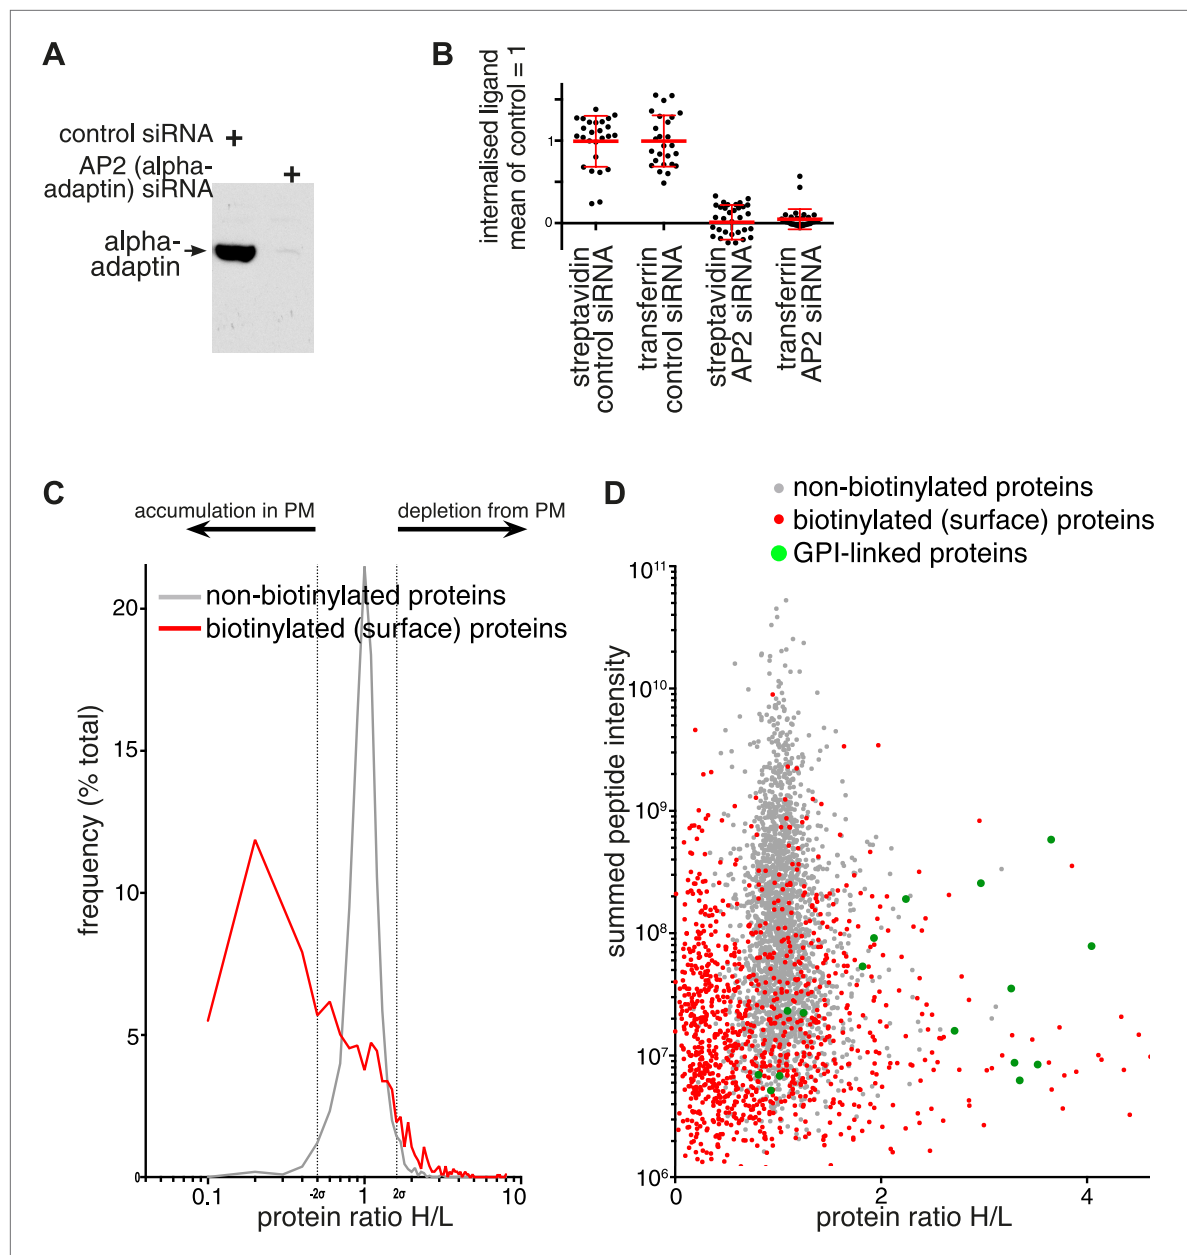 A
control siRNA +
AP2 (alpha-
adaptin) siRNA +
alpha-
adaptin
B
internalised ligand
mean of control = 1
1
0
streptavidin
control siRNA
transferrin
control siRNA
streptavidin
AP2 siRNA
transferrin
AP2 siRNA
C
accumulation in PM
depletion from PM
non-biotinylated proteins
biotinylated (surface) proteins
frequency (% total)
20
15
10
5
0
0.1
-2σ
1
2σ
10
protein ratio H/L
D
non-biotinylated proteins
biotinylated (surface) proteins
GPI-linked proteins
summed peptide intensity
10¹¹
10¹⁰
10⁹
10⁸
10⁷
10⁶
0
2
4
protein ratio H/L